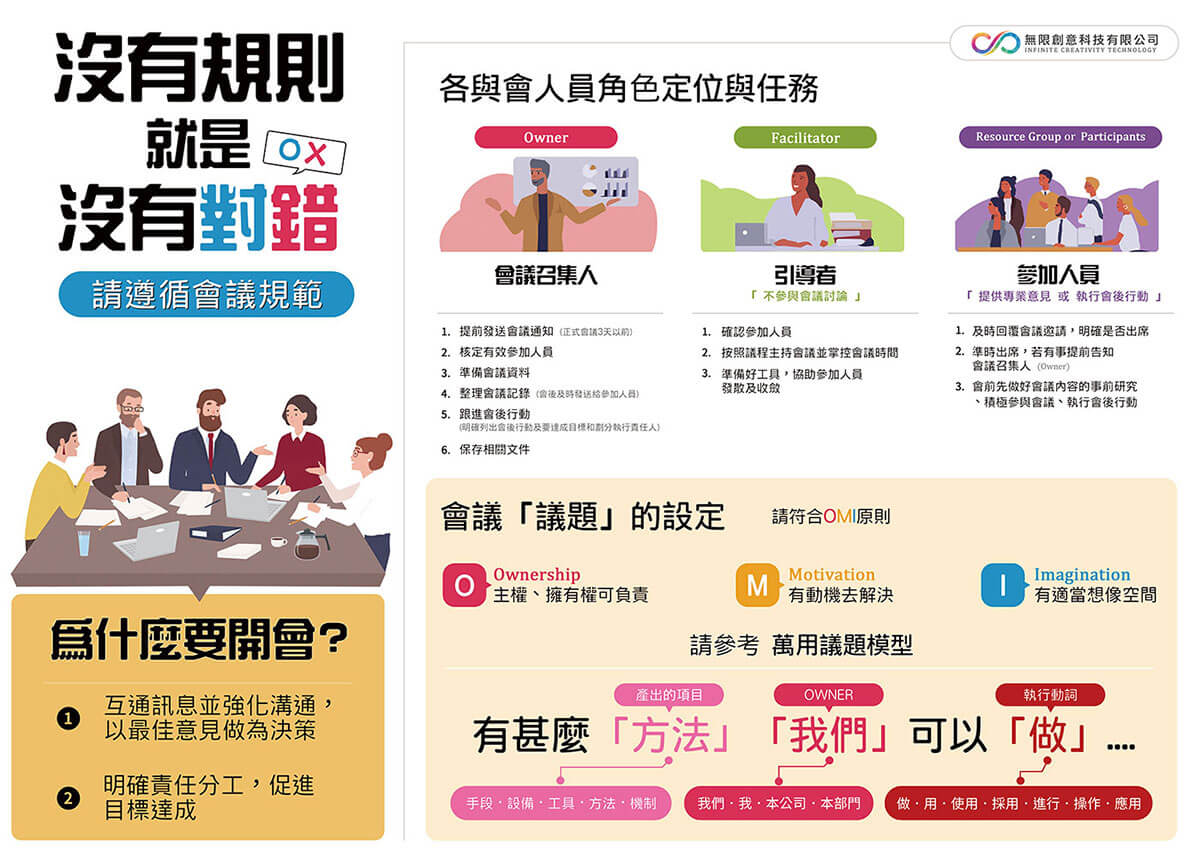 沒有規則
就是
OX
沒有對錯
請遵循會議規範
為什麼要開會?
1 互通訊息並強化溝通，
以最佳意見做為決策
2 明確責任分工，促進
目標達成
無限創意科技有限公司
INFINITE CREATIVITY TECHNOLOGY
各與會人員角色定位與任務
Owner
會議召集人
1. 提前發送會議通知 (正式會議3天以前)
2. 核定有效參加人員
3. 準備會議資料
4. 整理會議記錄 (會後及時發送給參加人員)
5. 跟進會後行動
(明確列出會後行動及要達成目標和劃分執行責任人)
6. 保存相關文件
Facilitator
引導者
「 不參與會議討論 」
1. 確認參加人員
2. 按照議程主持會議並掌控會議時間
3. 準備好工具，協助參加人員
發散及收斂
Resource Group or Participants
參加人員
「 提供專業意見 或 執行會後行動 」
1. 及時回覆會議邀請，明確是否出席
2. 準時出席，若有事提前告知
會議召集人 (Owner)
3. 會前先做好會議內容的事前研究
、積極參與會議、執行會後行動
會議「議題」的設定 請符合OMI原則
O Ownership
主權、擁有權可負責
M Motivation
有動機去解決
I Imagination
有適當想像空間
請參考 萬用議題模型
產出的項目 OWNER 執行動詞
有甚麼「方法」「我們」可以「做」....
手段・設備・工具・方法・機制
我們・我・本公司・本部門
做・用・使用・採用・進行・操作・應用